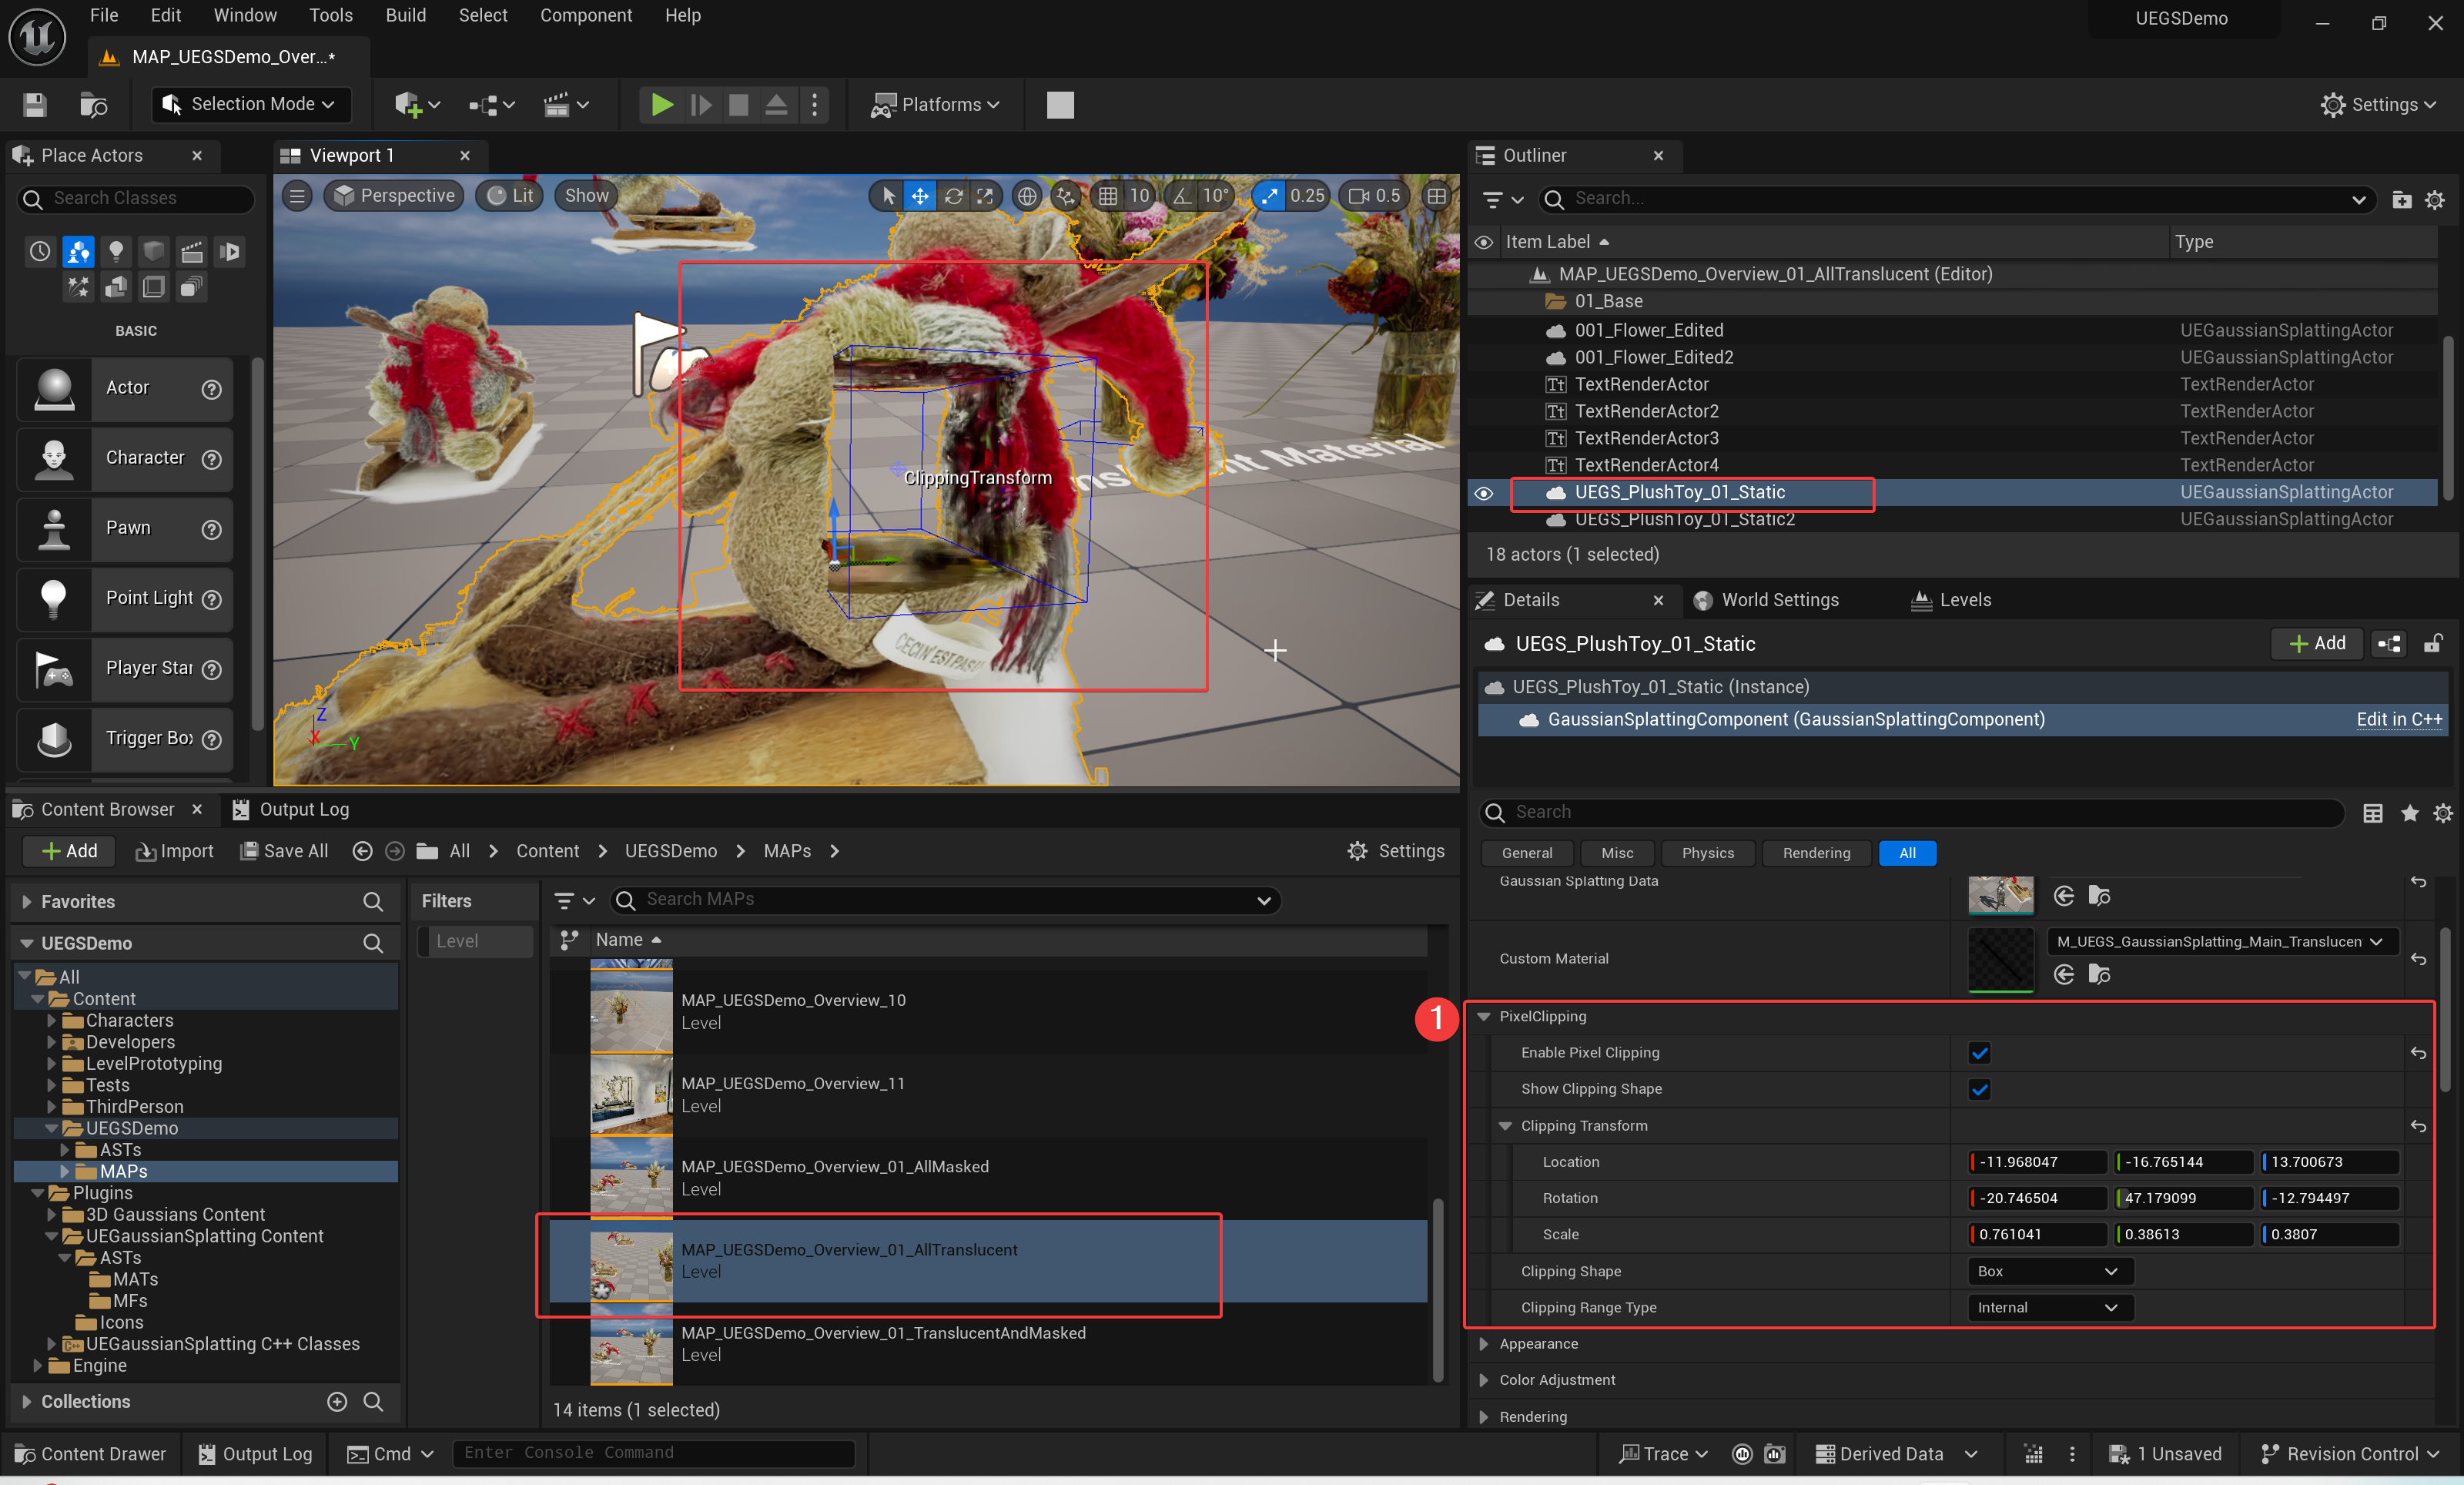 File Edit Window Tools Build Select Component Help
UEGSDemo
MAP_UEGSDemo_Over...*
Selection Mode
Platforms
Settings
Place Actors
Search Classes
BASIC
Actor
Character
Pawn
Point Light
Player Star
Trigger Box
Viewport 1
Perspective Lit Show 10 10° 0.25 0.5
ClippingTransform
nt Material
CECI N'EST PAS
Z
X Y
Outliner
Search...
Item Label Type
MAP_UEGSDemo_Overview_01_AllTranslucent (Editor)
01_Base
001_Flower_Edited UEGaussianSplattingActor
001_Flower_Edited2 UEGaussianSplattingActor
TextRenderActor TextRenderActor
TextRenderActor2 TextRenderActor
TextRenderActor3 TextRenderActor
TextRenderActor4 TextRenderActor
UEGS_PlushToy_01_Static UEGaussianSplattingActor
UEGS_PlushToy_01_Static2 UEGaussianSplattingActor
18 actors (1 selected)
Details World Settings Levels
UEGS_PlushToy_01_Static Add
UEGS_PlushToy_01_Static (Instance)
GaussianSplattingComponent (GaussianSplattingComponent) Edit in C++
Search
General Misc Physics Rendering All
Gaussian Splatting Data
Custom Material M_UEGS_GaussianSplatting_Main_Translucen
1
PixelClipping
Enable Pixel Clipping
Show Clipping Shape
Clipping Transform
Location -11.968047 -16.765144 13.700673
Rotation -20.746504 47.179099 -12.794497
Scale 0.761041 0.38613 0.3807
Clipping Shape Box
Clipping Range Type Internal
Appearance
Color Adjustment
Rendering
Content Browser Output Log
Add Import Save All All Content UEGSDemo MAPs Settings
Favorites
UEGSDemo
All
Content
Characters
Developers
LevelPrototyping
Tests
ThirdPerson
UEGSDemo
ASTs
MAPs
Plugins
3D Gaussians Content
UEGaussianSplatting Content
ASTs
MATs
MFs
Icons
UEGaussianSplatting C++ Classes
Engine
Collections
Filters
Level
Search MAPs
Name
MAP_UEGSDemo_Overview_10
Level
MAP_UEGSDemo_Overview_11
Level
MAP_UEGSDemo_Overview_01_AllMasked
Level
MAP_UEGSDemo_Overview_01_AllTranslucent
Level
MAP_UEGSDemo_Overview_01_TranslucentAndMasked
Level
14 items (1 selected)
Content Drawer Output Log Cmd Enter Console Command Trace Derived Data 1 Unsaved Revision Control